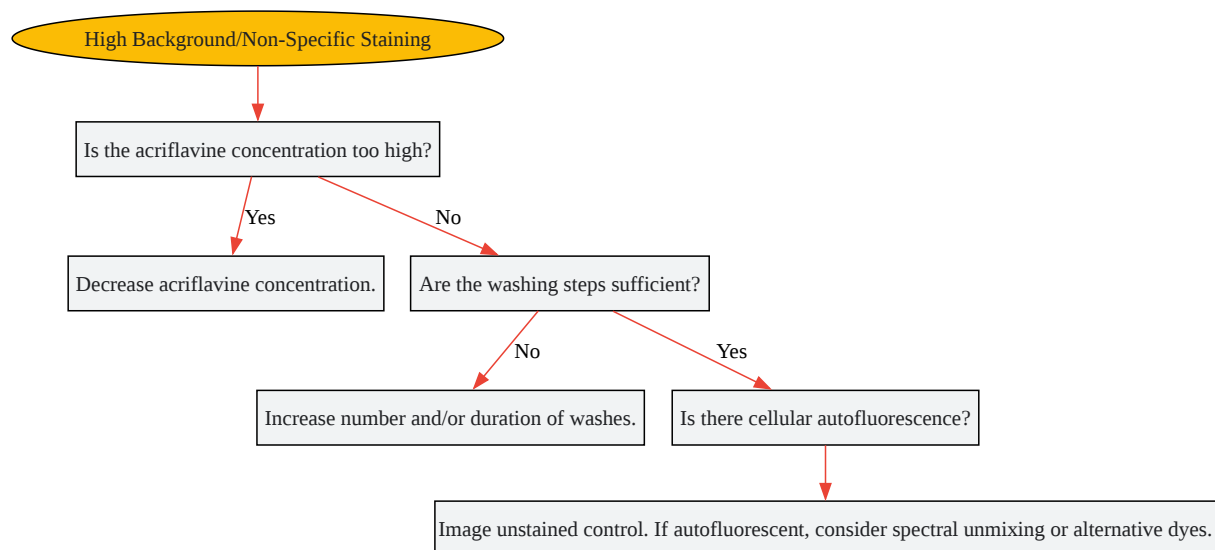 High Background/Non-Specific Staining
Is the acriflavine concentration too high?
Yes
No
Decrease acriflavine concentration.
Are the washing steps sufficient?
No
Yes
Increase number and/or duration of washes.
Is there cellular autofluorescence?
Image unstained control. If autofluorescent, consider spectral unmixing or alternative dyes.